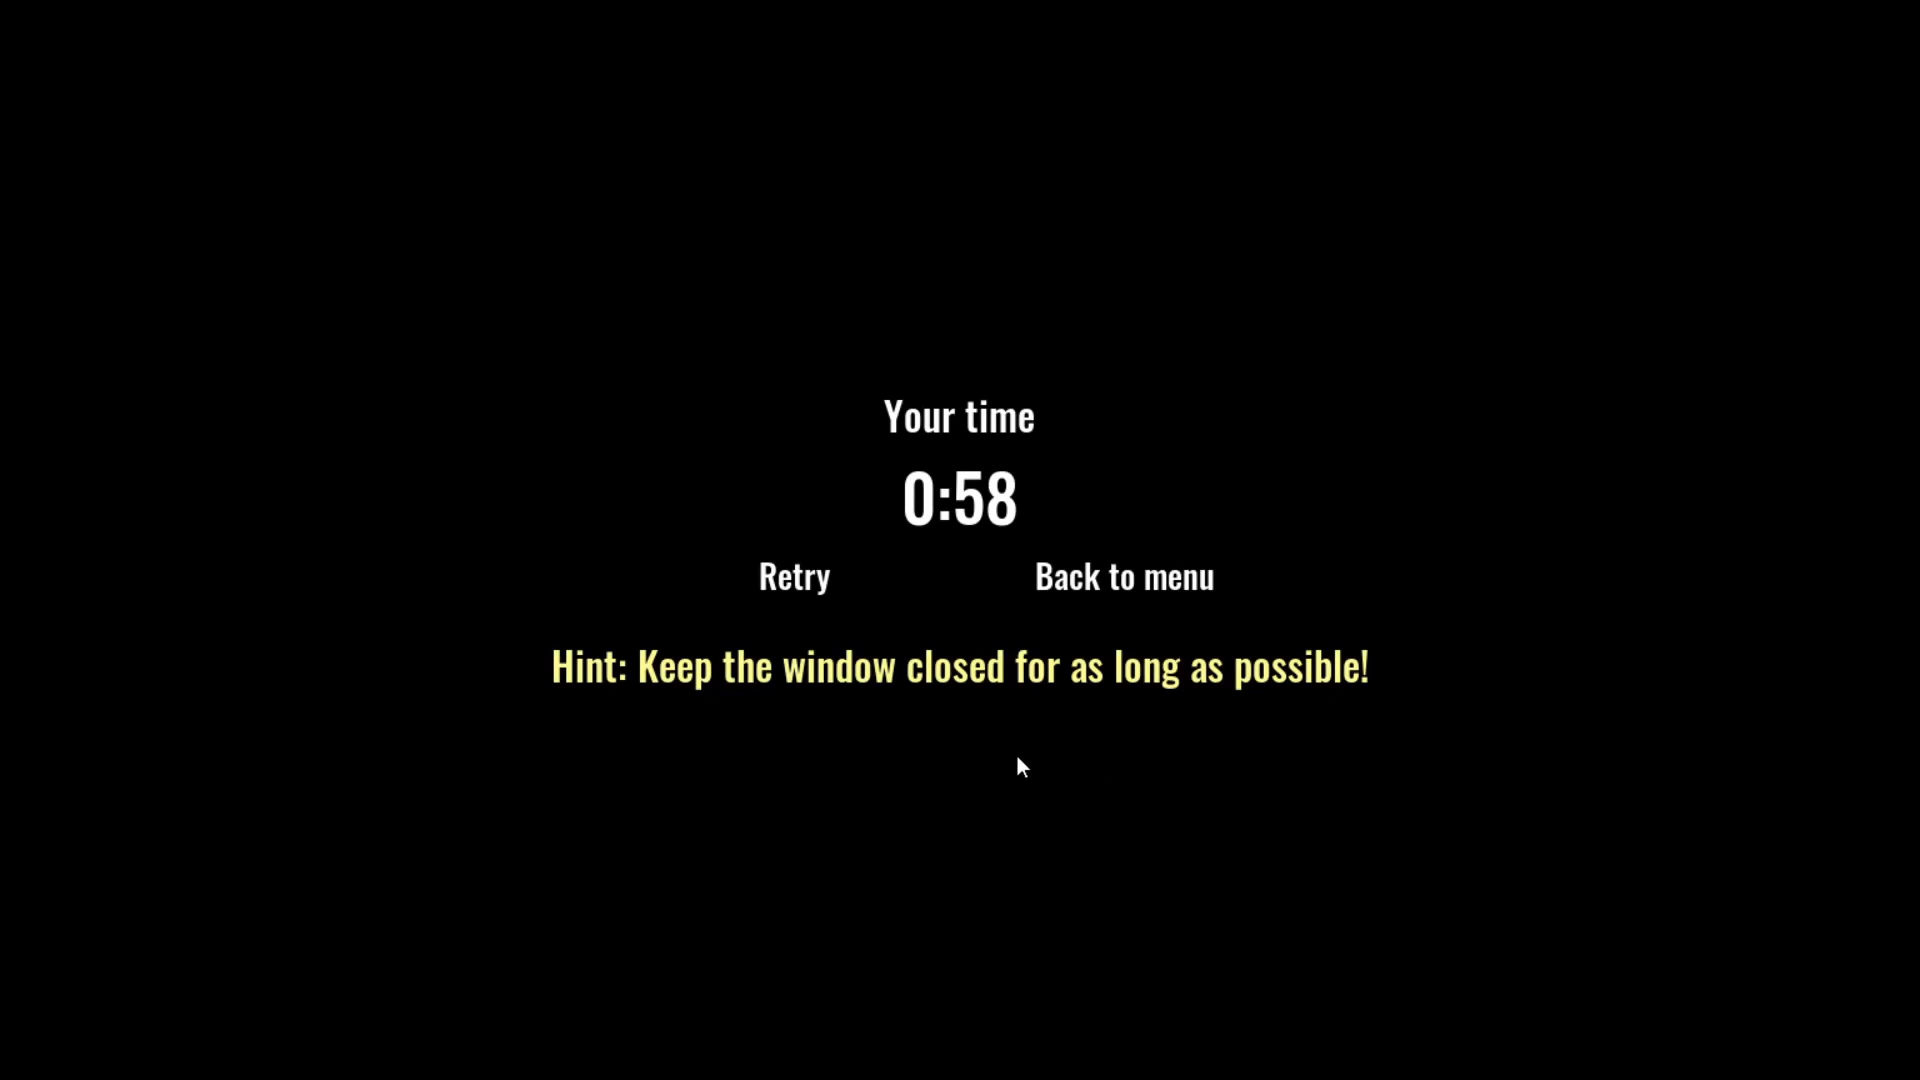 Your time
0:58
Retry
Back to menu
Hint: Keep the window closed for as long as possible!